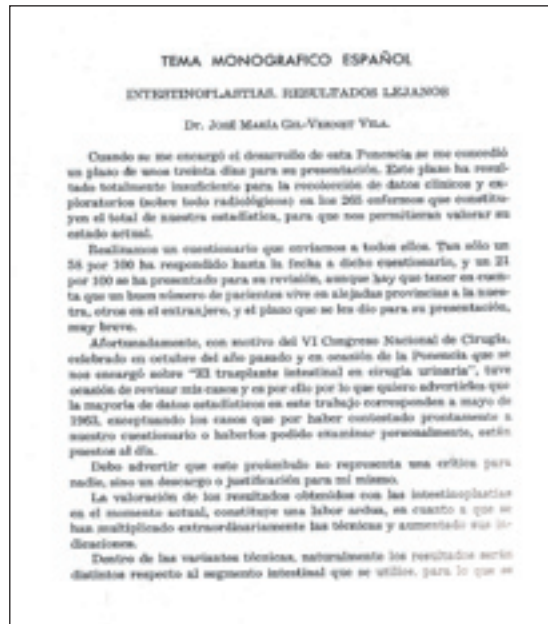 TEMA MONOGRAFICO ESPAÑOL
INTESTINOPLASTIAS. RESULTADOS LEJANOS
Dr. José María Gil-Vernet Vila.
Cuando se me encargó el desarrollo de esta Ponencia se me concedió
un plazo de unos treinta días para su presentación. Este plazo ha resul-
tado totalmente insuficiente para la recolección de datos clínicos y ex-
ploratorios (sobre todo radiológicos) en los 265 enfermos que constitu-
yen el total de nuestra estadística, para que nos permitieran valorar su
estado actual.
Realizamos un cuestionario que enviamos a todos ellos. Tan sólo un
58 por 100 ha respondido hasta la fecha a dicho cuestionario, y un 21
por 100 se ha presentado para su revisión, aunque hay que tener en cuen-
ta que un buen número de pacientes vive en alejadas provincias a la nues-
tra, otros en el extranjero, y el plazo que se les dio para su presentación,
muy breve.
Afortunadamente, con motivo del VI Congreso Nacional de Cirugía,
celebrado en octubre del año pasado y en ocasión de la Ponencia que se
nos encargó sobre "El trasplante intestinal en cirugía urinaria", tuve
ocasión de revisar mis casos y es por ello por lo que quiero advertirles que
la mayoría de datos estadísticos en este trabajo corresponden a mayo de
1963, exceptuando los casos que por haber contestado prontamente a
nuestro cuestionario o haberlos podido examinar personalmente, están
puestos al día.
Debo advertir que este preámbulo no representa una crítica para
nadie, sino un descargo o justificación para mí mismo.
La valoración de los resultados obtenidos con las intestinoplastias
en el momento actual, constituye una labor ardua, en cuanto a que se
han multiplicado extraordinariamente las técnicas y aumentado sus in-
dicaciones.
Dentro de las variantes técnicas, naturalmente los resultados serán
distintos respecto al segmento intestinal que se utilice, para lo que se